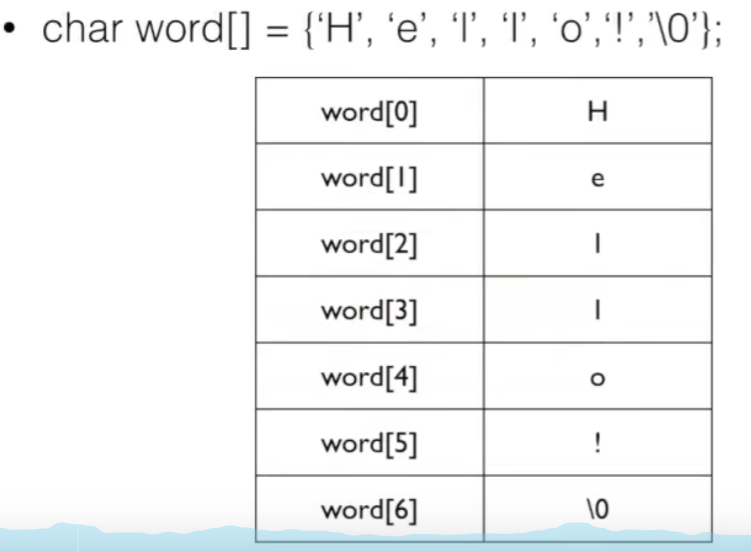 • char word[] = {‘H’, ‘e’, ‘l’, ‘l’, ‘o’,‘!’,’\0’};
word[0] H
word[1] e
word[2] l
word[3] l
word[4] o
word[5] !
word[6] \0